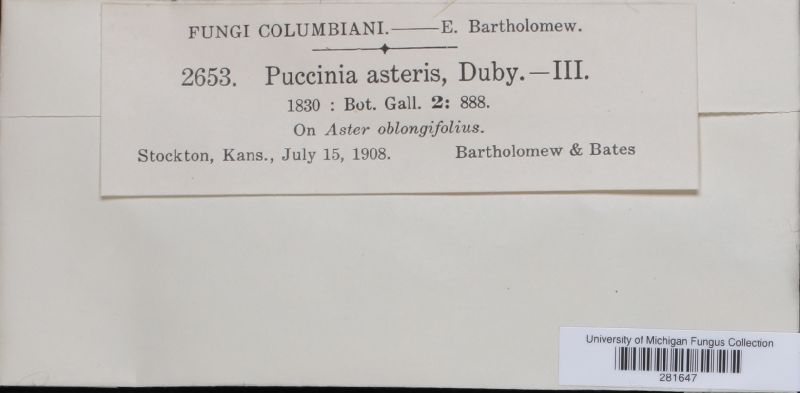 FUNGI COLUMBIANI.——E. Bartholomew.
2653. Puccinia asteris, Duby.—III.
1830 : Bot. Gall. 2: 888.
On Aster oblongifolius.
Stockton, Kans., July 15, 1908. Bartholomew & Bates
University of Michigan Fungus Collection
281647